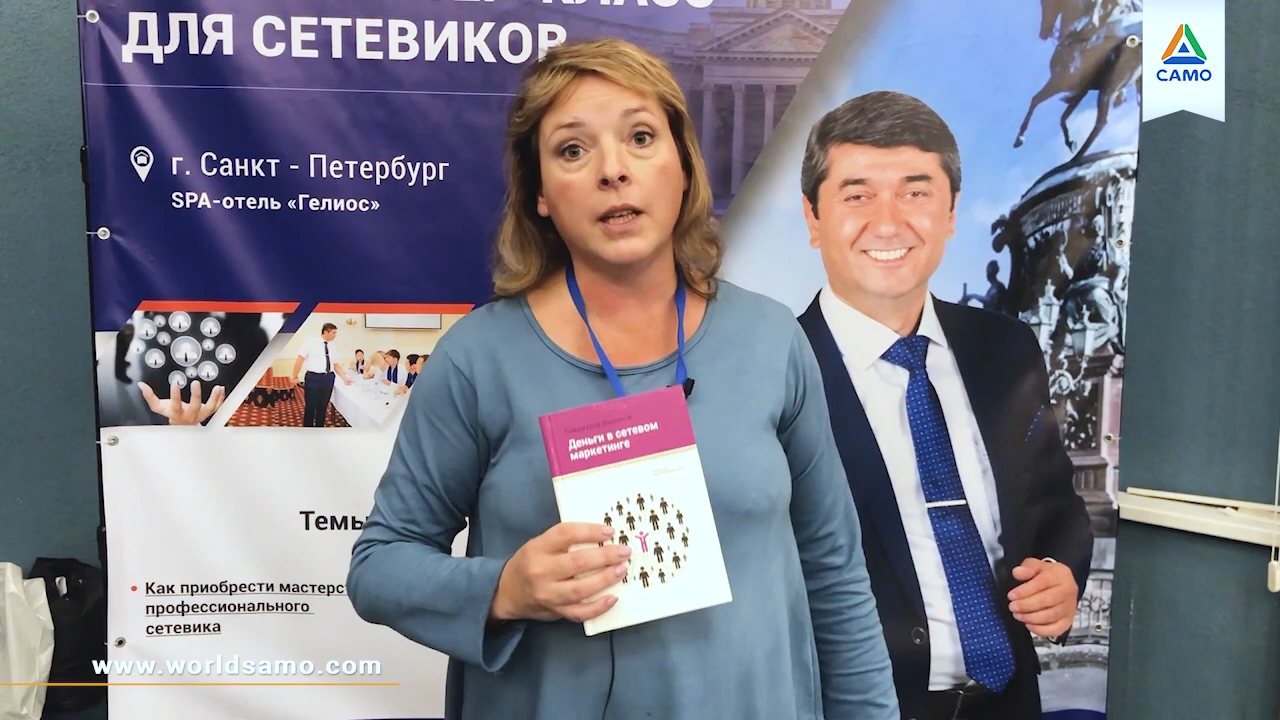 ДЛЯ СЕТЕВИКОВ
г. Санкт - Петербург
SPA-отель «Гелиос»
САМО
Деньги в сетевом
маркетинге
Темы
• Как приобрести мастерс
профессионального
сетевика
www.worldsamo.com